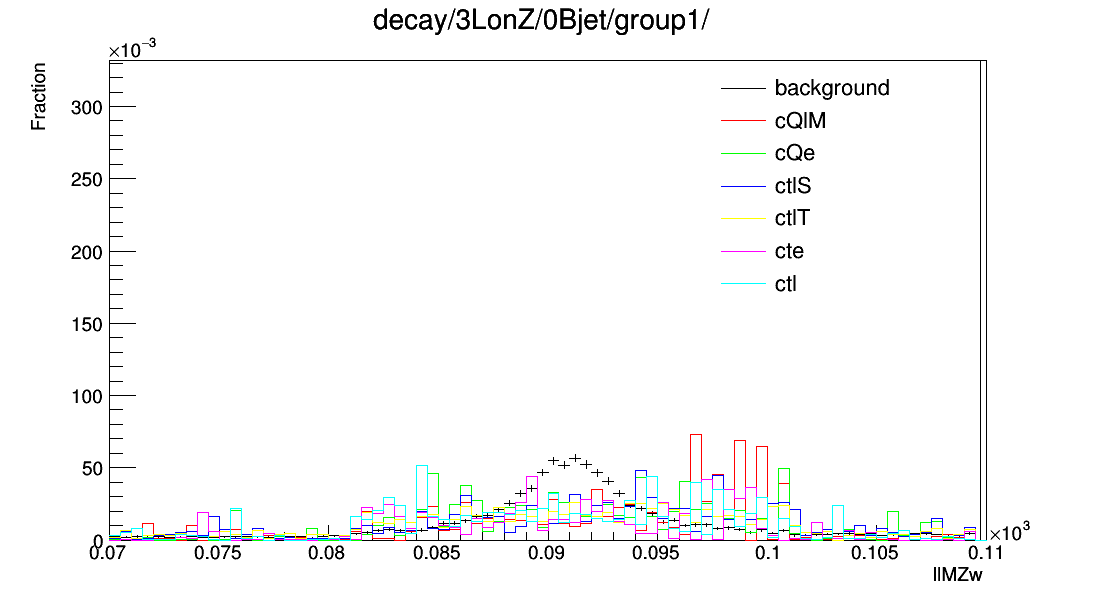 decay/3LonZ/0Bjet/group1/
×10⁻³
Fraction
300
250
200
150
100
50
0
background
cQlM
cQe
ctlS
ctlT
cte
ctl
0.07
0.075
0.08
0.085
0.09
0.095
0.1
0.105
0.11
×10³
llMZw